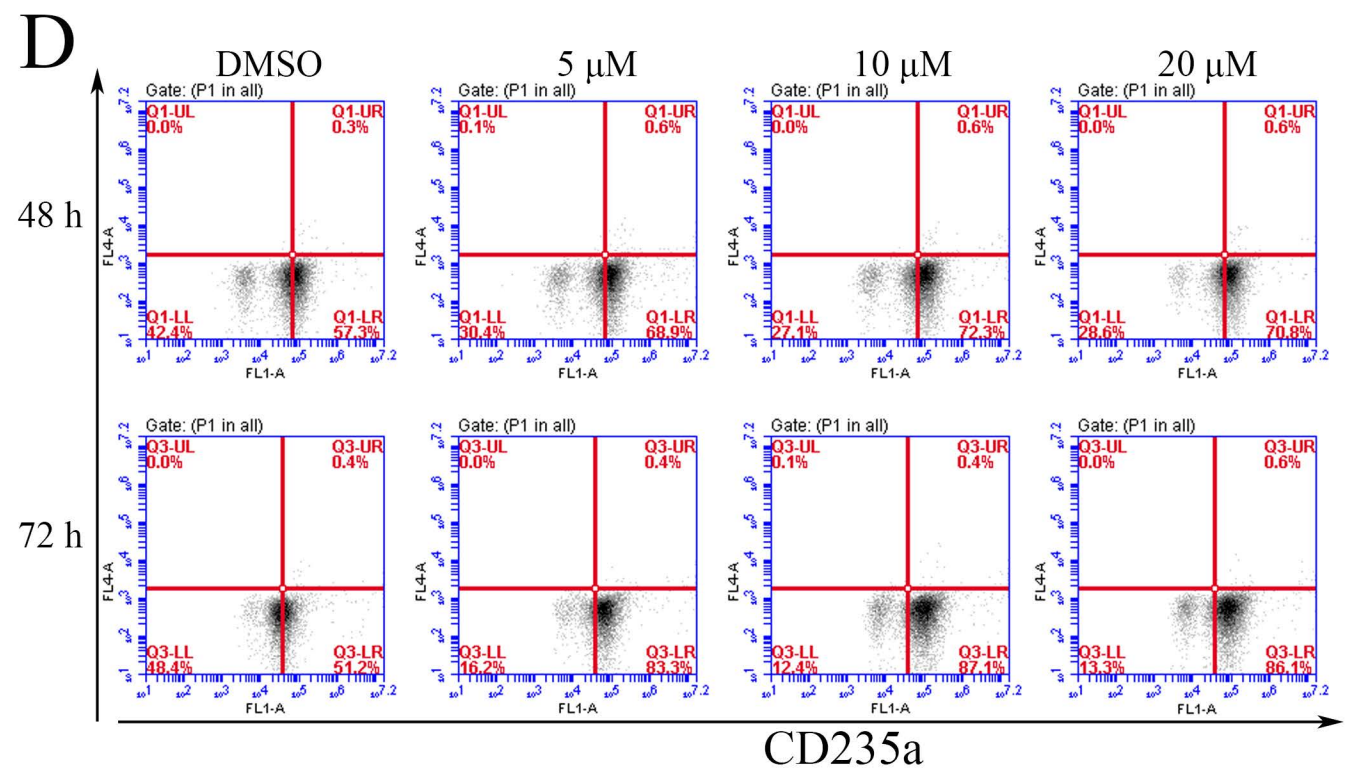 D
DMSO
5 μM
10 μM
20 μM
48 h
Gate: (P1 in all)
Q1-UL
0.0%
Q1-UR
0.3%
Q1-LL
42.4%
Q1-LR
57.3%
FL4-A
FL1-A
Gate: (P1 in all)
Q1-UL
0.1%
Q1-UR
0.6%
Q1-LL
30.4%
Q1-LR
68.9%
FL4-A
FL1-A
Gate: (P1 in all)
Q1-UL
0.0%
Q1-UR
0.6%
Q1-LL
27.1%
Q1-LR
72.3%
FL4-A
FL1-A
Gate: (P1 in all)
Q1-UL
0.0%
Q1-UR
0.6%
Q1-LL
28.6%
Q1-LR
70.8%
FL4-A
FL1-A
72 h
Gate: (P1 in all)
Q3-UL
0.0%
Q3-UR
0.4%
Q3-LL
48.4%
Q3-LR
51.2%
FL4-A
FL1-A
Gate: (P1 in all)
Q3-UL
0.0%
Q3-UR
0.4%
Q3-LL
16.2%
Q3-LR
83.3%
FL4-A
FL1-A
Gate: (P1 in all)
Q3-UL
0.1%
Q3-UR
0.4%
Q3-LL
12.4%
Q3-LR
87.1%
FL4-A
FL1-A
Gate: (P1 in all)
Q3-UL
0.0%
Q3-UR
0.6%
Q3-LL
13.3%
Q3-LR
86.1%
FL4-A
FL1-A
CD235a